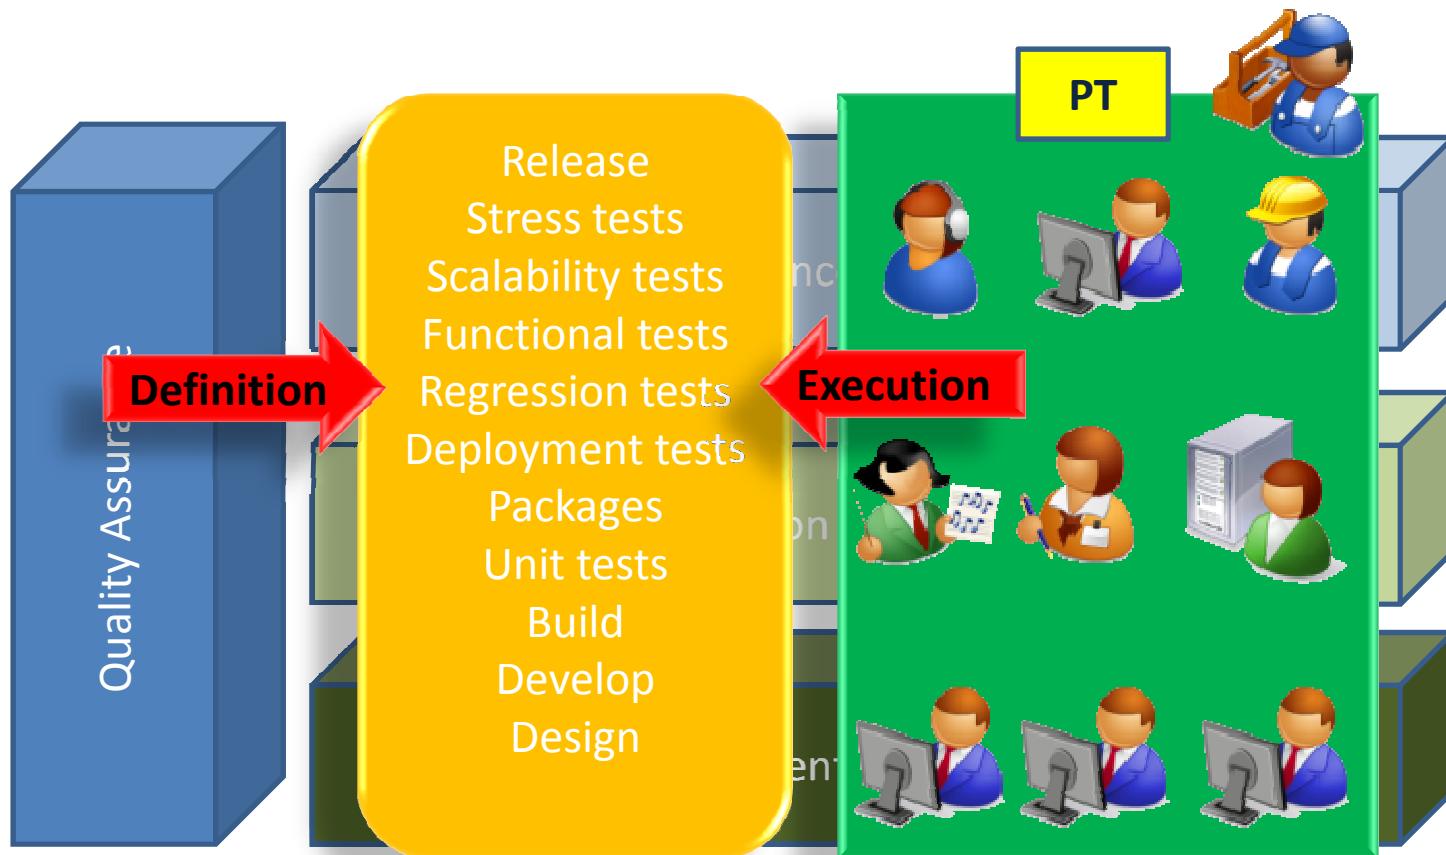 PT
Release
Stress tests
Scalability tests
Functional tests
Regression tests
Deployment tests
Packages
Unit tests
Build
Develop
Design
Definition
Execution
Quality Assurance